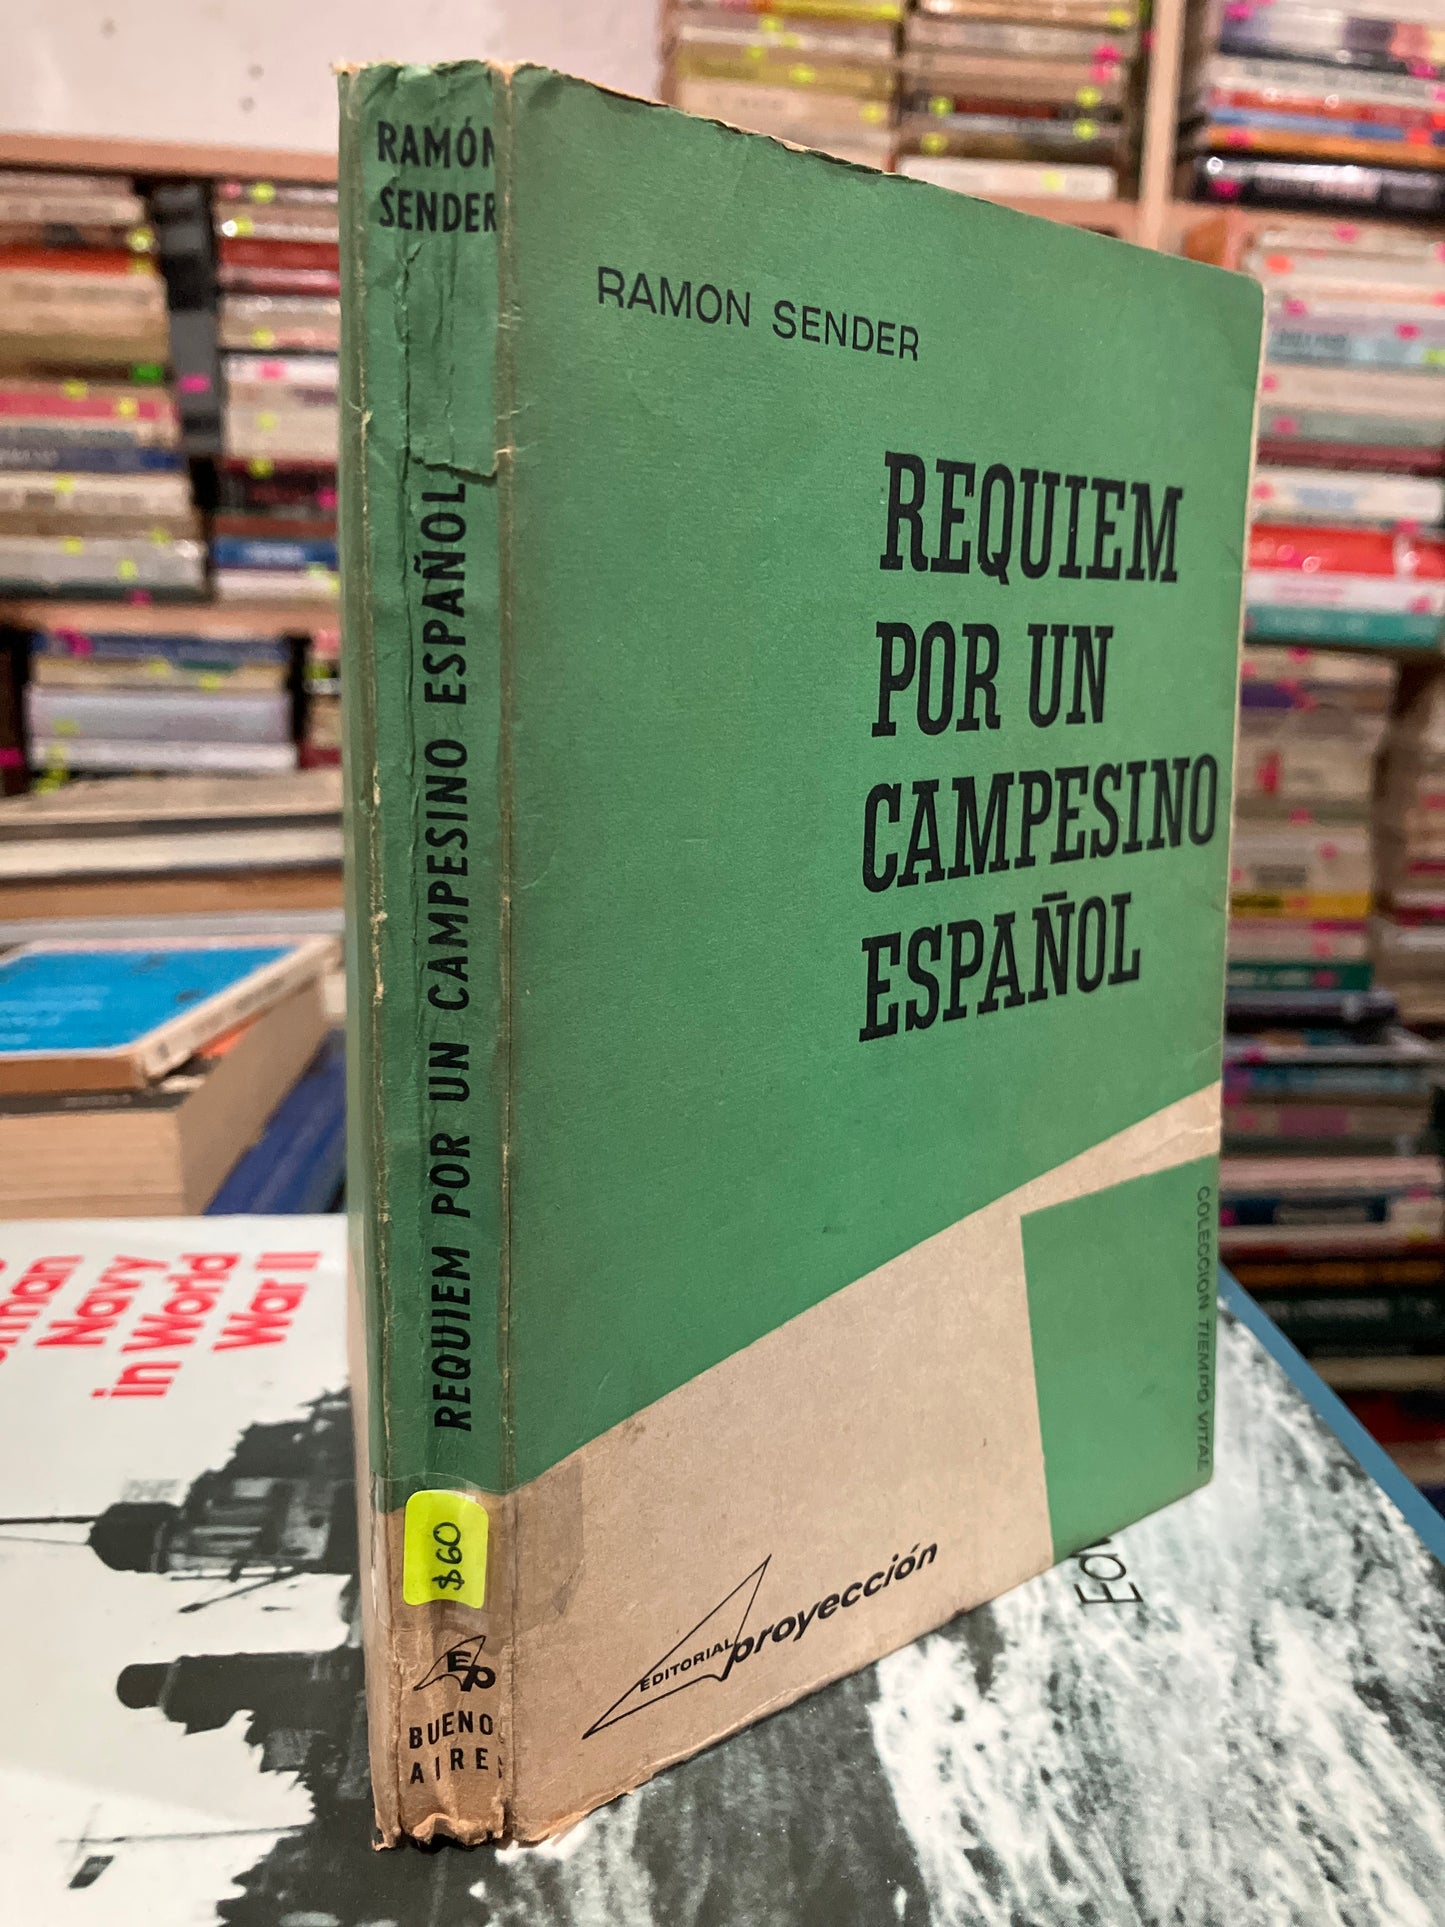 RAMÓN
SENDER
REQUIEM POR UN CAMPESINO ESPAÑOL
$60
EP
BUENO
AIRE
RAMON SENDER
REQUIEM
POR UN
CAMPESINO
ESPAÑOL
COLECCION TIEMPO VITAL
EDITORIAL proyección
Navy
in World
War II